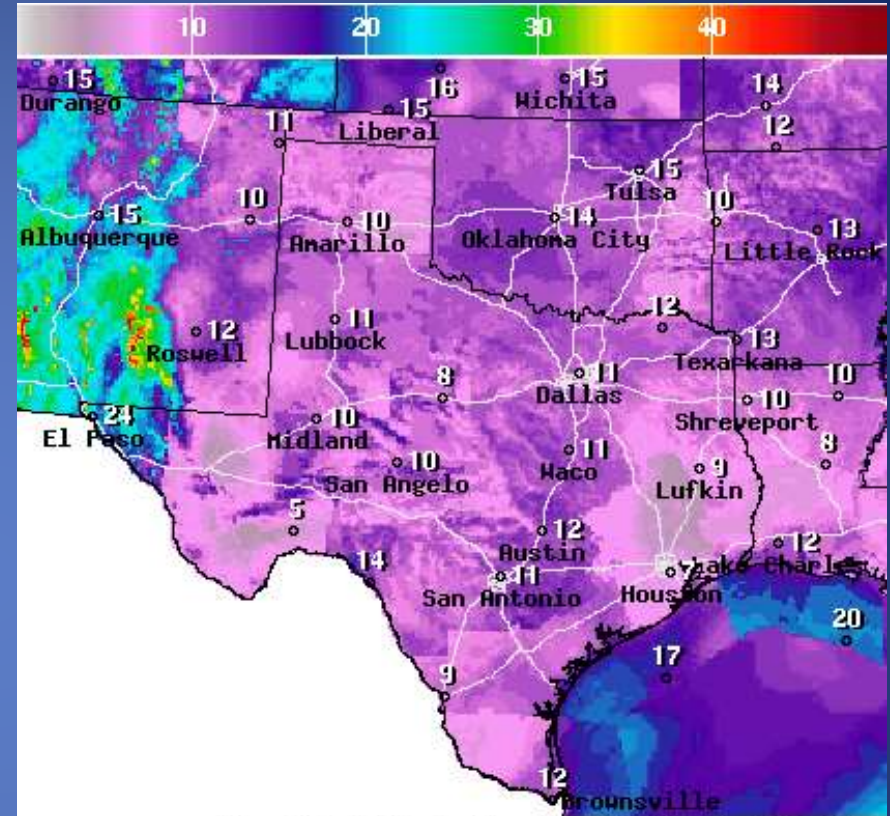 10 20 30 40
15 Durango
16
15 Wichita
14
15 Liberal
11
12
15 Tulsa
10
10 Amarillo
15 Albuquerque
14 Oklahoma City
10
13 Little Rock
12 Roswell
11 Lubbock
12
13 Texarkana
8
11 Dallas
10 Shreveport
10
24 El Paso
10 Midland
10 San Angelo
11 Waco
9 Lufkin
8
5
12 Austin
12
14
11 San Antonio
Houston
20
17
9
12 Brownsville